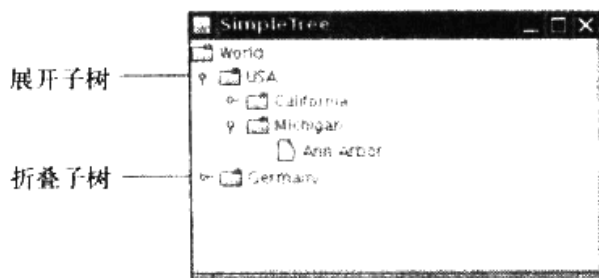 SimpleTree
World
展开子树
USA
California
Michigan
Ann Arbor
折叠子树
Germany